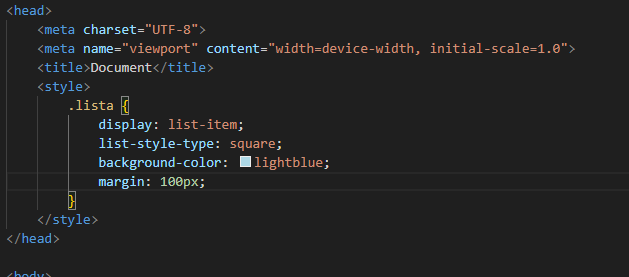 <head>
<meta charset="UTF-8">
<meta name="viewport" content="width=device-width, initial-scale=1.0">
<title>Document</title>
<style>
.lista {
display: list-item;
list-style-type: square;
background-color: lightblue;
margin: 100px;
}
</style>
</head>
<body>